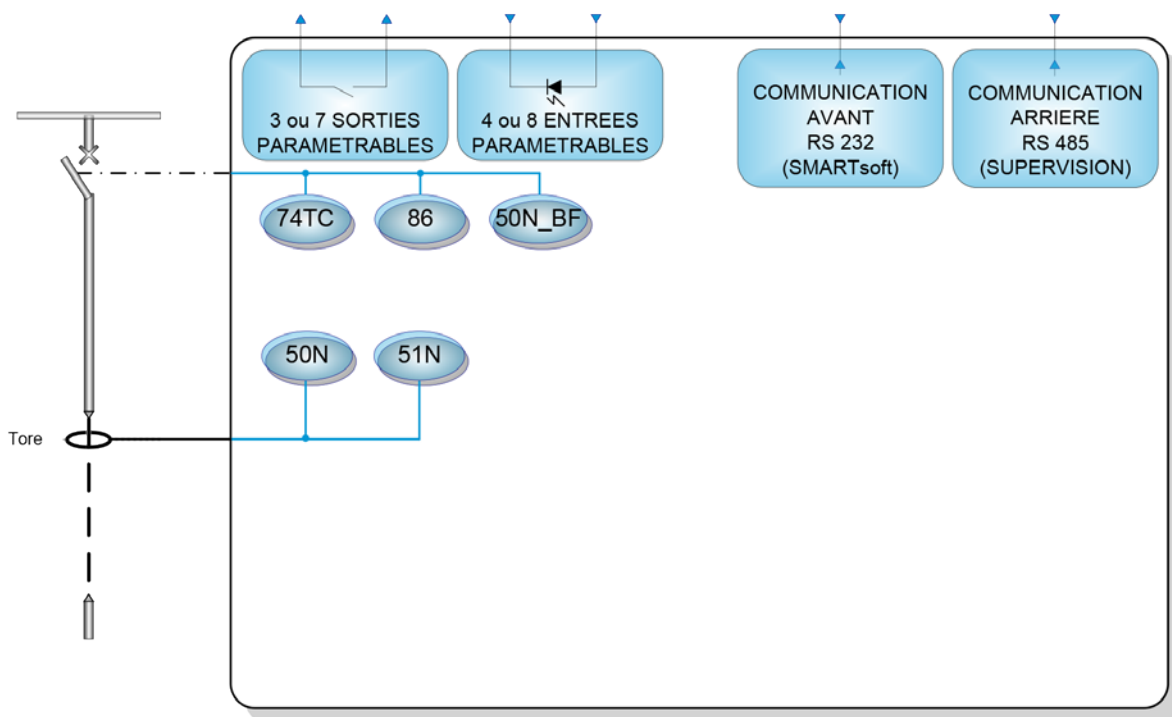 3 ou 7 SORTIES
PARAMETRABLES
4 ou 8 ENTREES
PARAMETRABLES
COMMUNICATION
AVANT
RS 232
(SMARTsoft)
COMMUNICATION
ARRIERE
RS 485
(SUPERVISION)
74TC
86
50N_BF
50N
51N
Tore